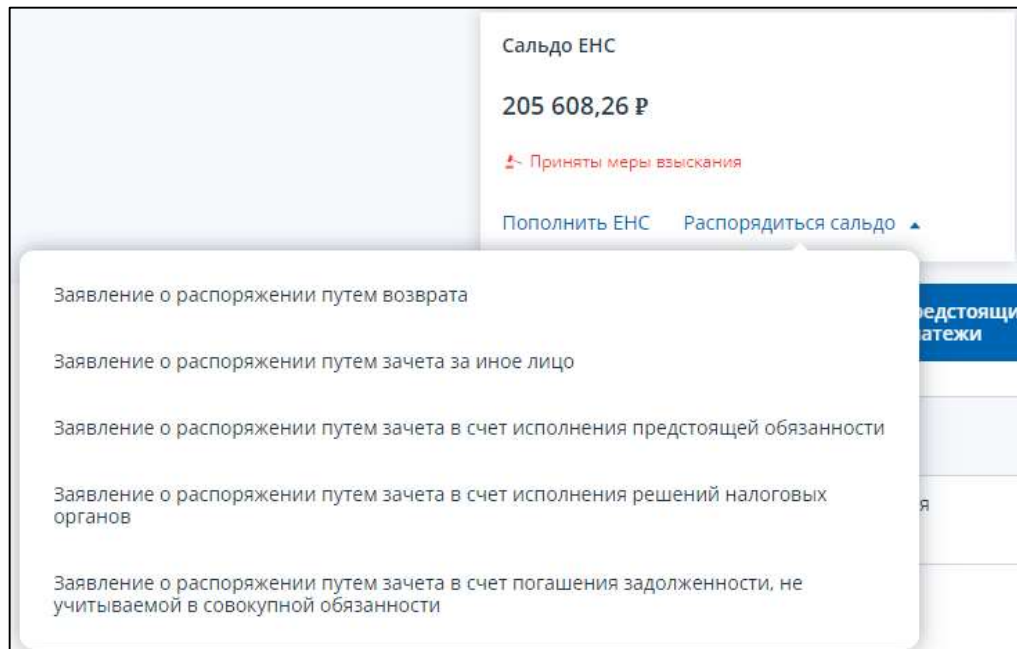 Сальдо ЕНС
205 608,26 ₽
Приняты меры взыскания
Пополнить ЕНС Распорядиться сальдо
Заявление о распоряжении путем возврата
Заявление о распоряжении путем зачета за иное лицо
Заявление о распоряжении путем зачета в счет исполнения предстоящей обязанности
Заявление о распоряжении путем зачета в счет исполнения решений налоговых
органов
Заявление о распоряжении путем зачета в счет погашения задолженности, не
учитываемой в совокупной обязанности